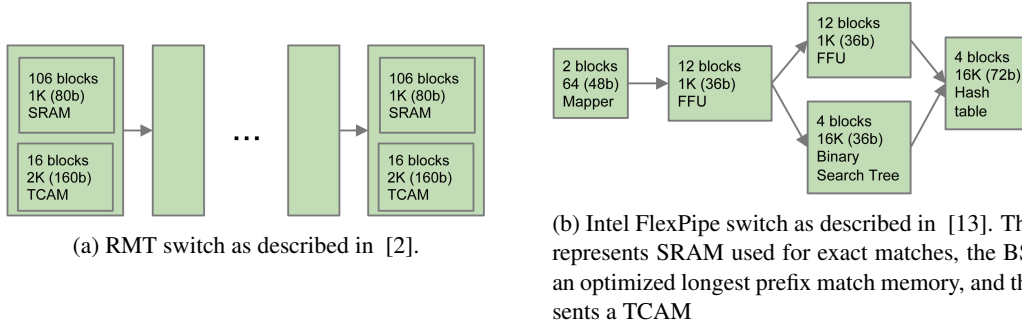 106 blocks
1K (80b)
SRAM
16 blocks
2K (160b)
TCAM
...
106 blocks
1K (80b)
SRAM
16 blocks
2K (160b)
TCAM
(a) RMT switch as described in [2].
2 blocks
64 (48b)
Mapper
12 blocks
1K (36b)
FFU
12 blocks
1K (36b)
FFU
4 blocks
16K (36b)
Binary
Search Tree
4 blocks
16K (72b)
Hash
table
(b) Intel FlexPipe switch as described in [13]. Th
represents SRAM used for exact matches, the BS
an optimized longest prefix match memory, and th
sents a TCAM